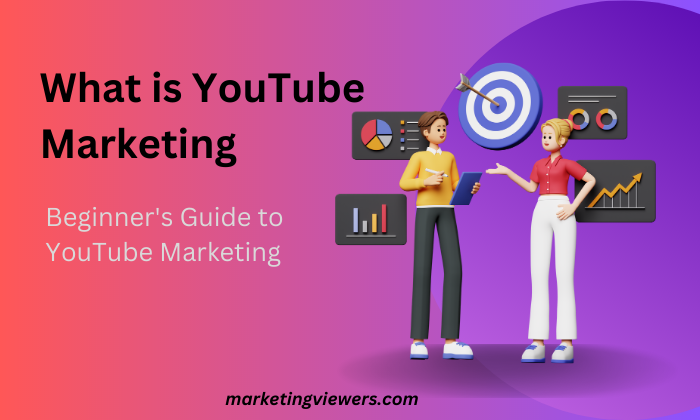 What is YouTube
Marketing
Beginner's Guide to
YouTube Marketing
marketingviewers.com